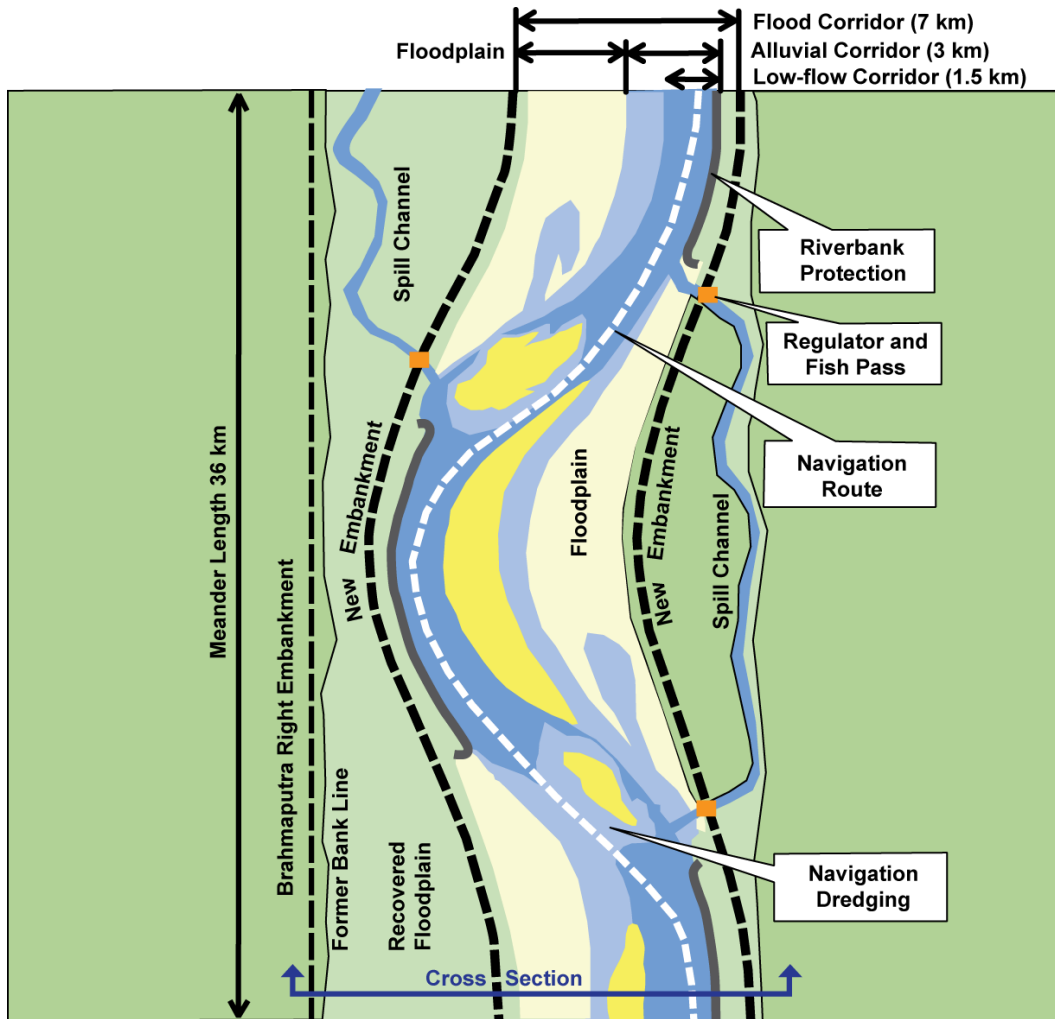 Flood Corridor (7 km)
Floodplain
Alluvial Corridor (3 km)
Low-flow Corridor (1.5 km)
Spill Channel
Riverbank
Protection
Regulator and
Fish Pass
Navigation
Route
New Embankment
Floodplain
New Embankment
Spill Channel
Meander Length 36 km
Brahmaputra Right Embankment
Former Bank Line
Recovered
Floodplain
Navigation
Dredging
Cross Section